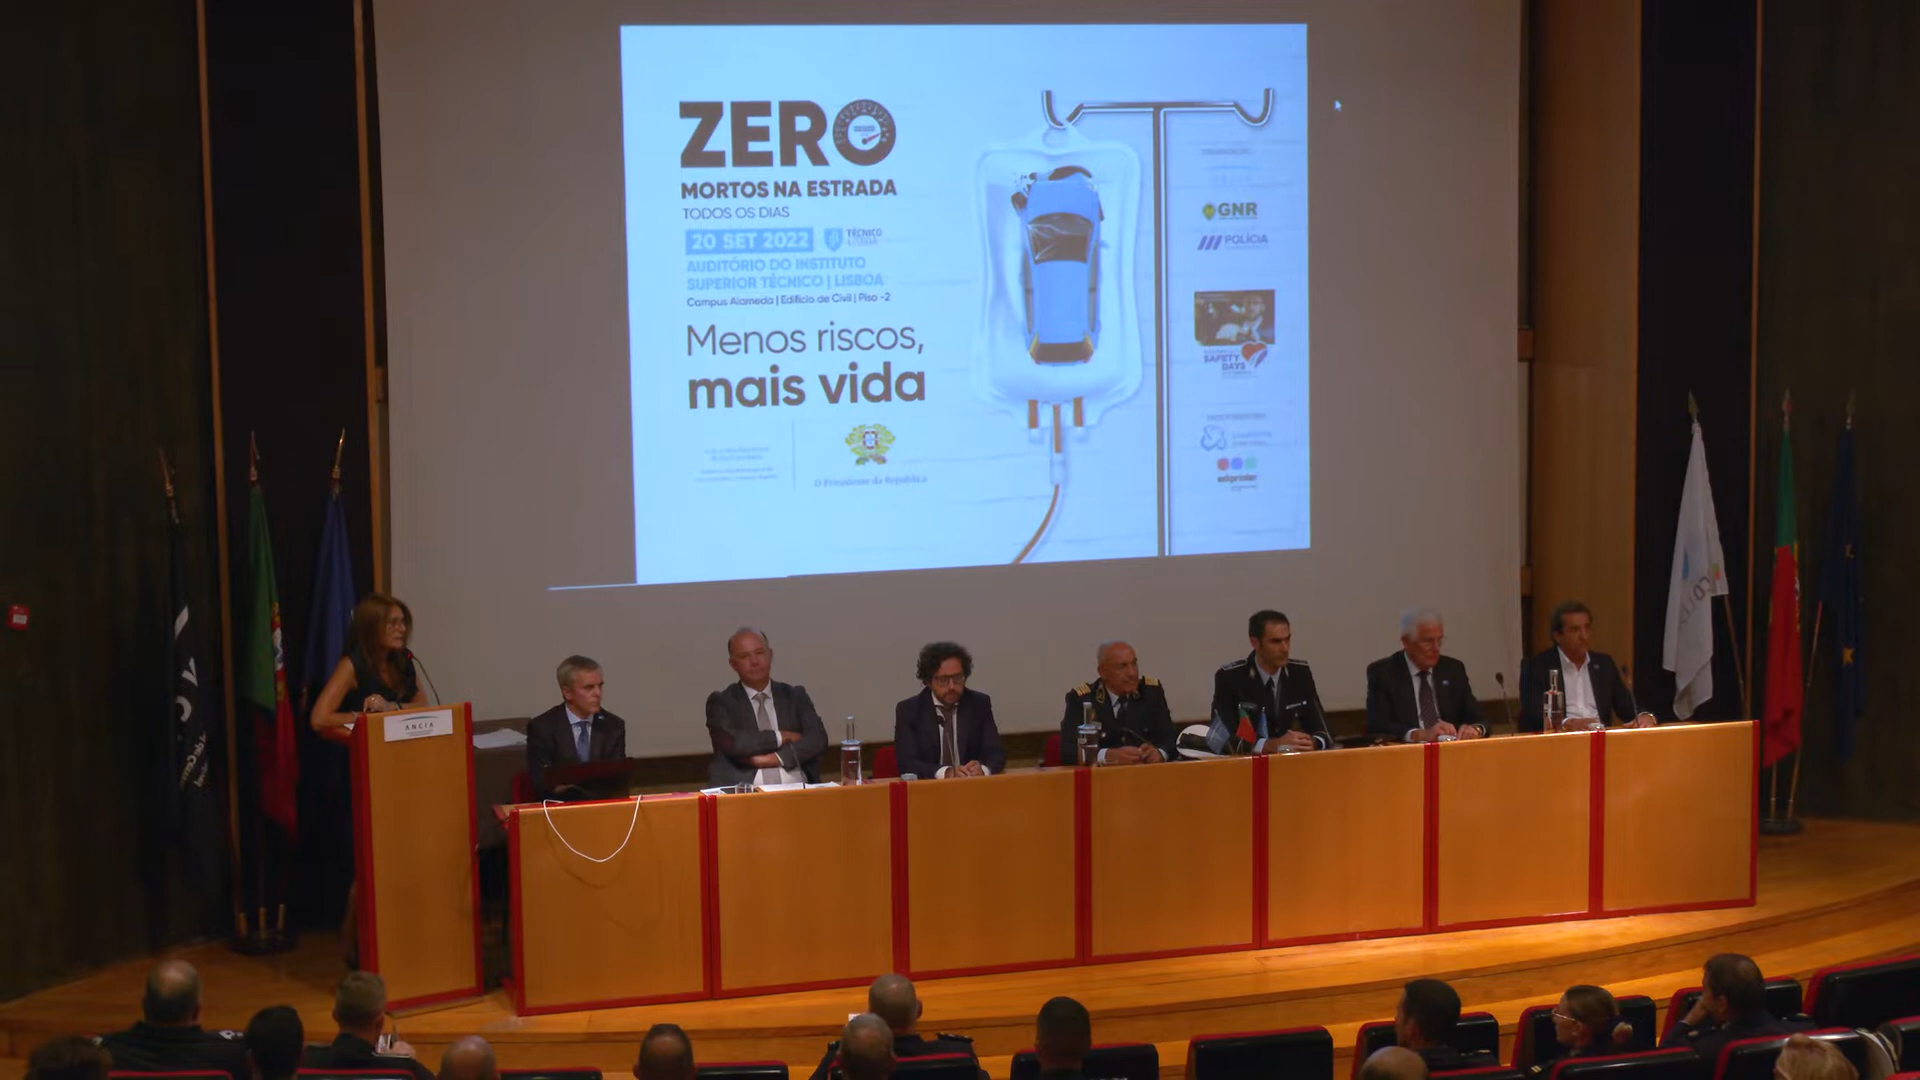 ZERO
MORTOS NA ESTRADA
TODOS OS DIAS
20 SET 2022
TÉCNICO
LISBOA
AUDITÓRIO DO INSTITUTO
SUPERIOR TÉCNICO | LISBOA
Campus Alameda | Edifício de Civil | Piso -2
Menos riscos,
mais vida
O Presidente da República
GNR
POLÍCIA
SAFETY
DAYS
ediprinter
ANCIA